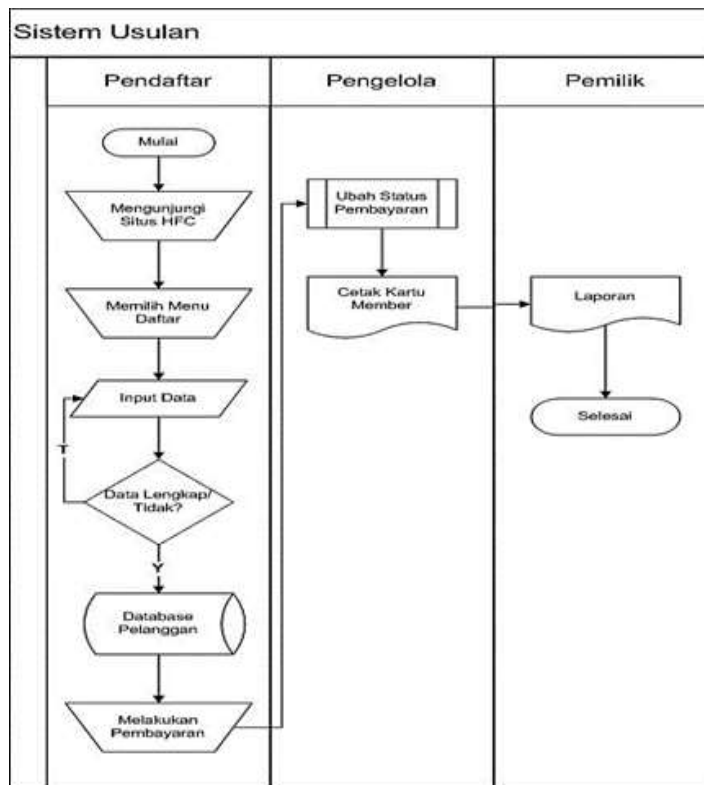 Sistem Usulan
Pendaftar
Pengelola
Pemilik
Mulai
Mengunjungi
Situs HFC
Memilih Menu
Daftar
Input Data
T
Data Lengkap/
Tidak?
Y
Database
Pelanggan
Melakukan
Pembayaran
Ubah Status
Pembayaran
Cetak Kartu
Member
Laporan
Selesai